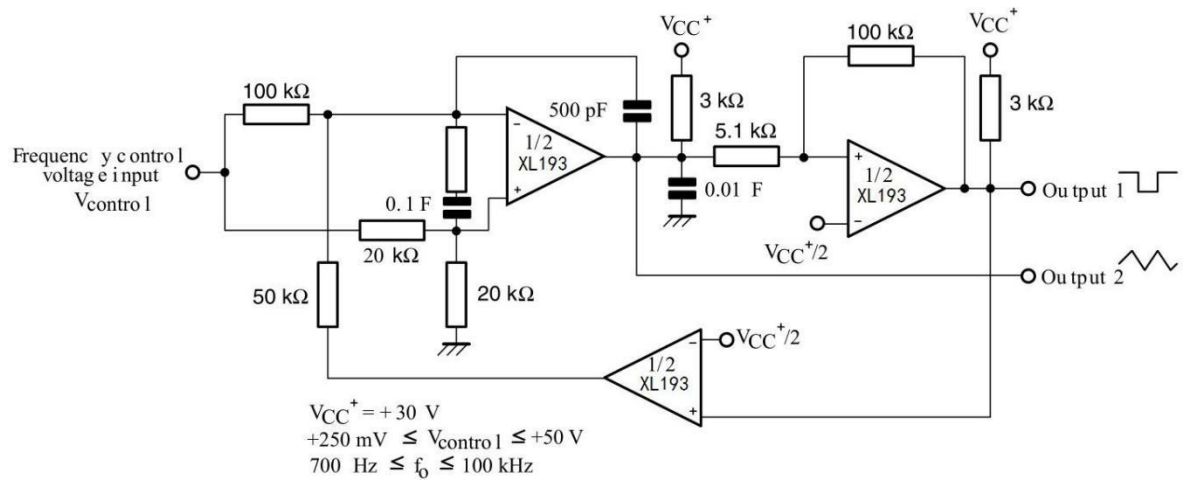 VCC+
VCC+
100 kΩ
100 kΩ
3 kΩ
3 kΩ
500 pF
5.1 kΩ
Frequenc y c ontro l
voltag e i nput
Vcontro l
−
1/2
XL193
+
+
1/2
XL193
−
0. 1 F
0.01 F
Ou tput 1
20 kΩ
VCC+/2
Ou tput 2
50 kΩ
20 kΩ
−
VCC+/2
1/2
XL193
+
VCC+ = + 30 V
+250 mV ≤ Vcontro l ≤ +50 V
700 Hz ≤ fo ≤ 100 kHz